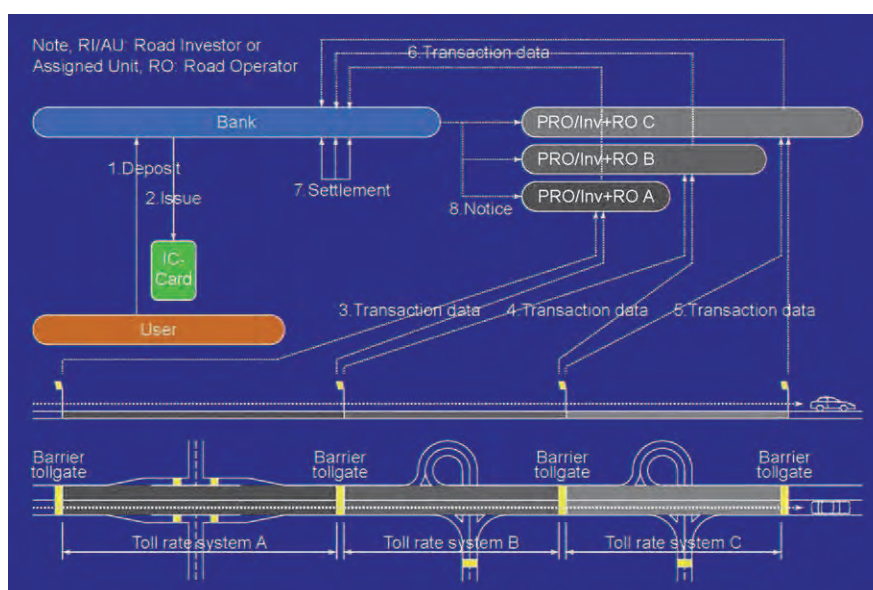 Note, RI/AU: Road Investor or
Assigned Unit, RO: Road Operator
6.Transaction data
Bank
PRO/Inv+RO C
PRO/Inv+RO B
PRO/Inv+RO A
1.Deposit
2.Issue
7.Settlement
8.Notice
IC-
Card
User
3.Transaction data
4.Transaction data
5.Transaction data
Barrier
tollgate
Barrier
tollgate
Barrier
tollgate
Barrier
tollgate
Toll rate system A
Toll rate system B
Toll rate system C